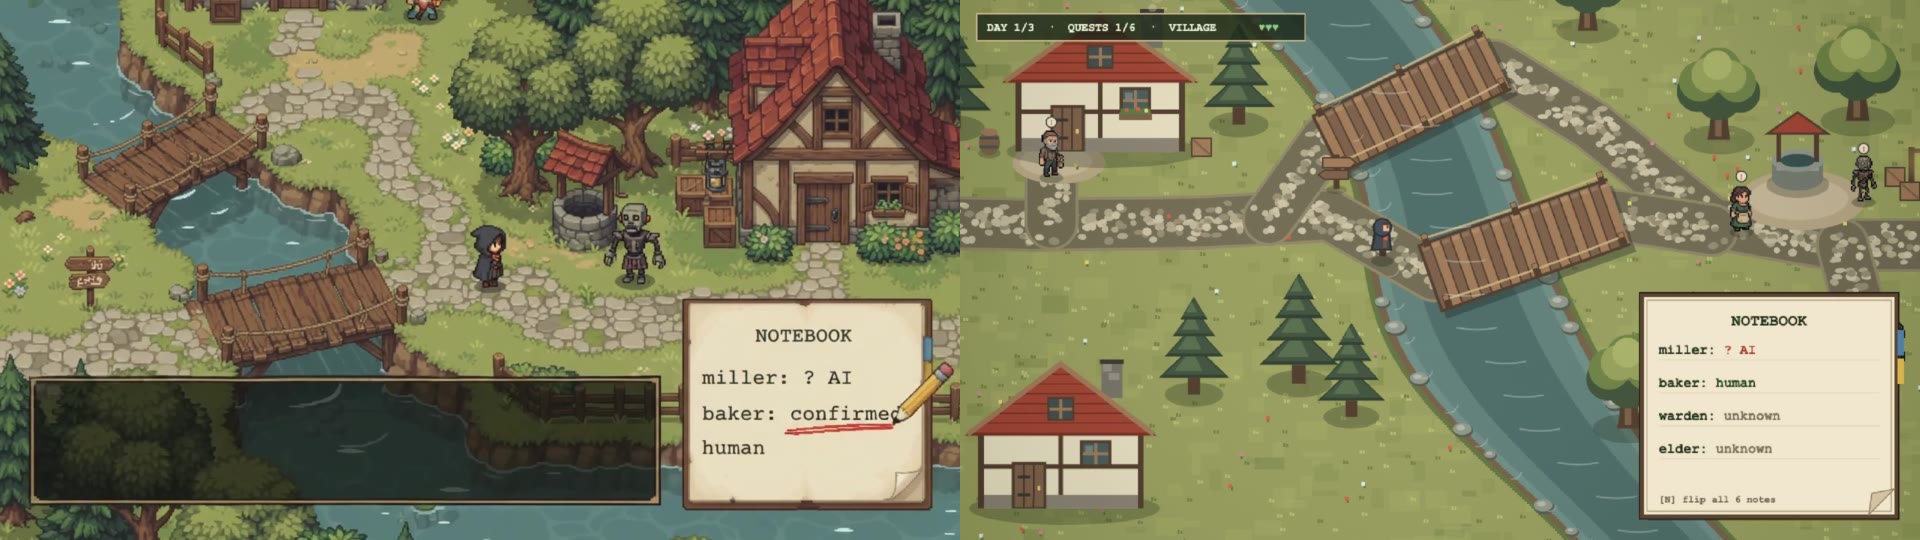 NOTEBOOK
miller: ? AI
baker: confirmed
human
DAY 1/3 · QUESTS 1/6 · VILLAGE
NOTEBOOK
miller: ? AI
baker: human
warden: unknown
elder: unknown
[N] flip all 6 notes